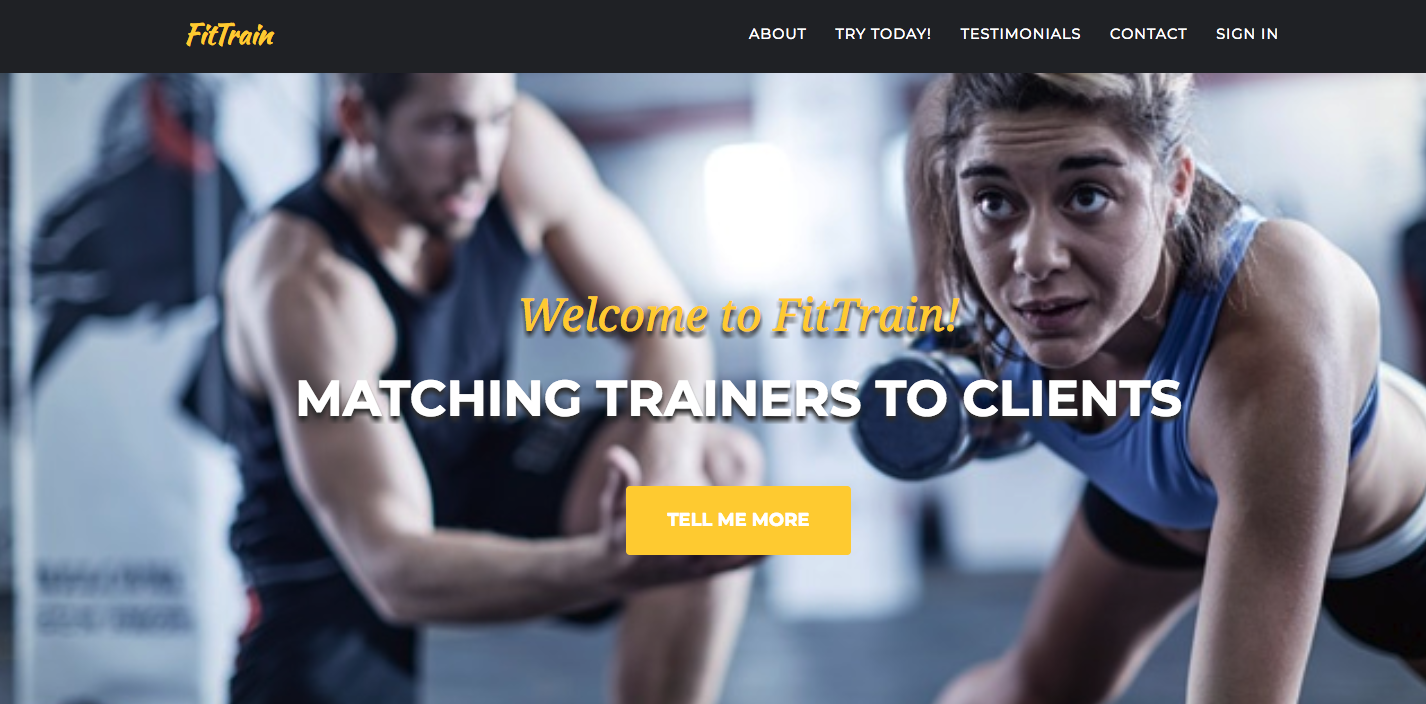 FitTrain
ABOUT TRY TODAY! TESTIMONIALS CONTACT SIGN IN
Welcome to FitTrain!
MATCHING TRAINERS TO CLIENTS
TELL ME MORE